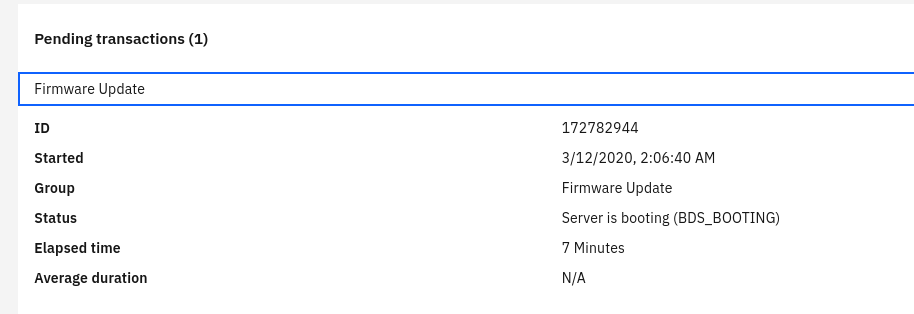 Pending transactions (1)
Firmware Update
ID 172782944
Started 3/12/2020, 2:06:40 AM
Group Firmware Update
Status Server is booting (BDS_BOOTING)
Elapsed time 7 Minutes
Average duration N/A